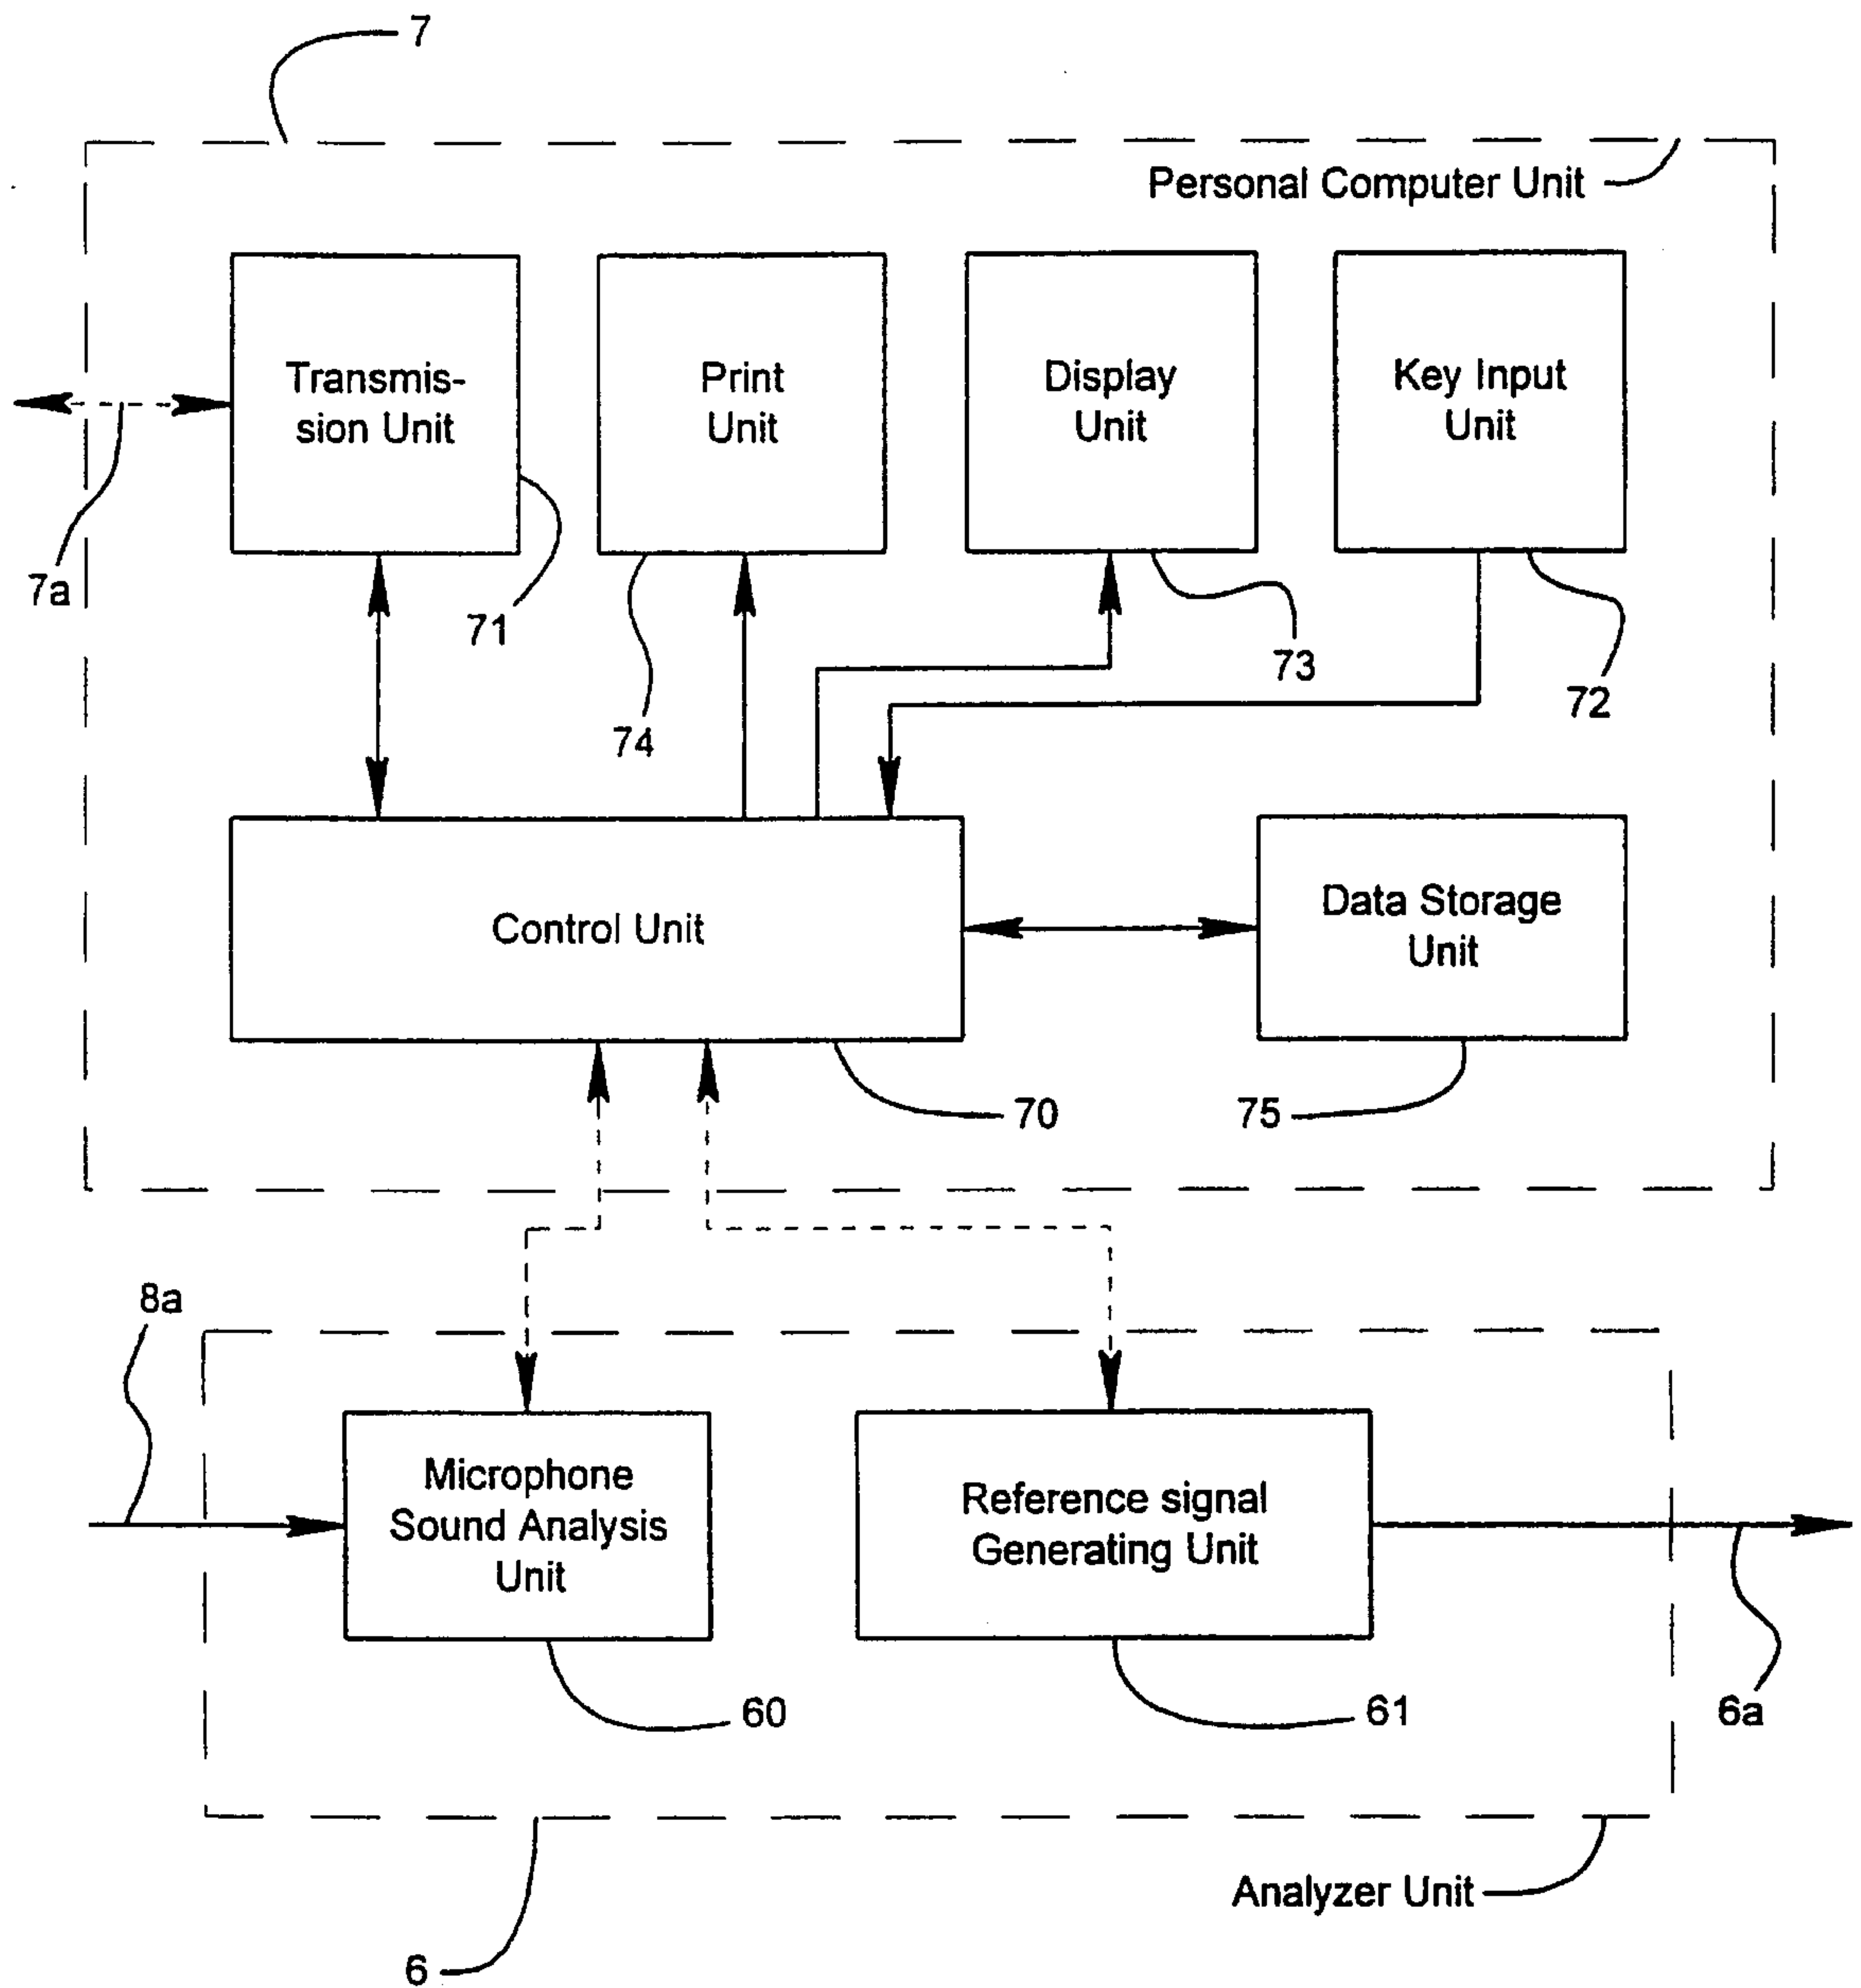 7
Personal Computer Unit
Transmis-
sion Unit
Print
Unit
Display
Unit
Key Input
Unit
7a
71
74
73
72
Control Unit
Data Storage
Unit
70
75
8a
Microphone
Sound Analysis
Unit
Reference signal
Generating Unit
60
61
6a
Analyzer Unit
6